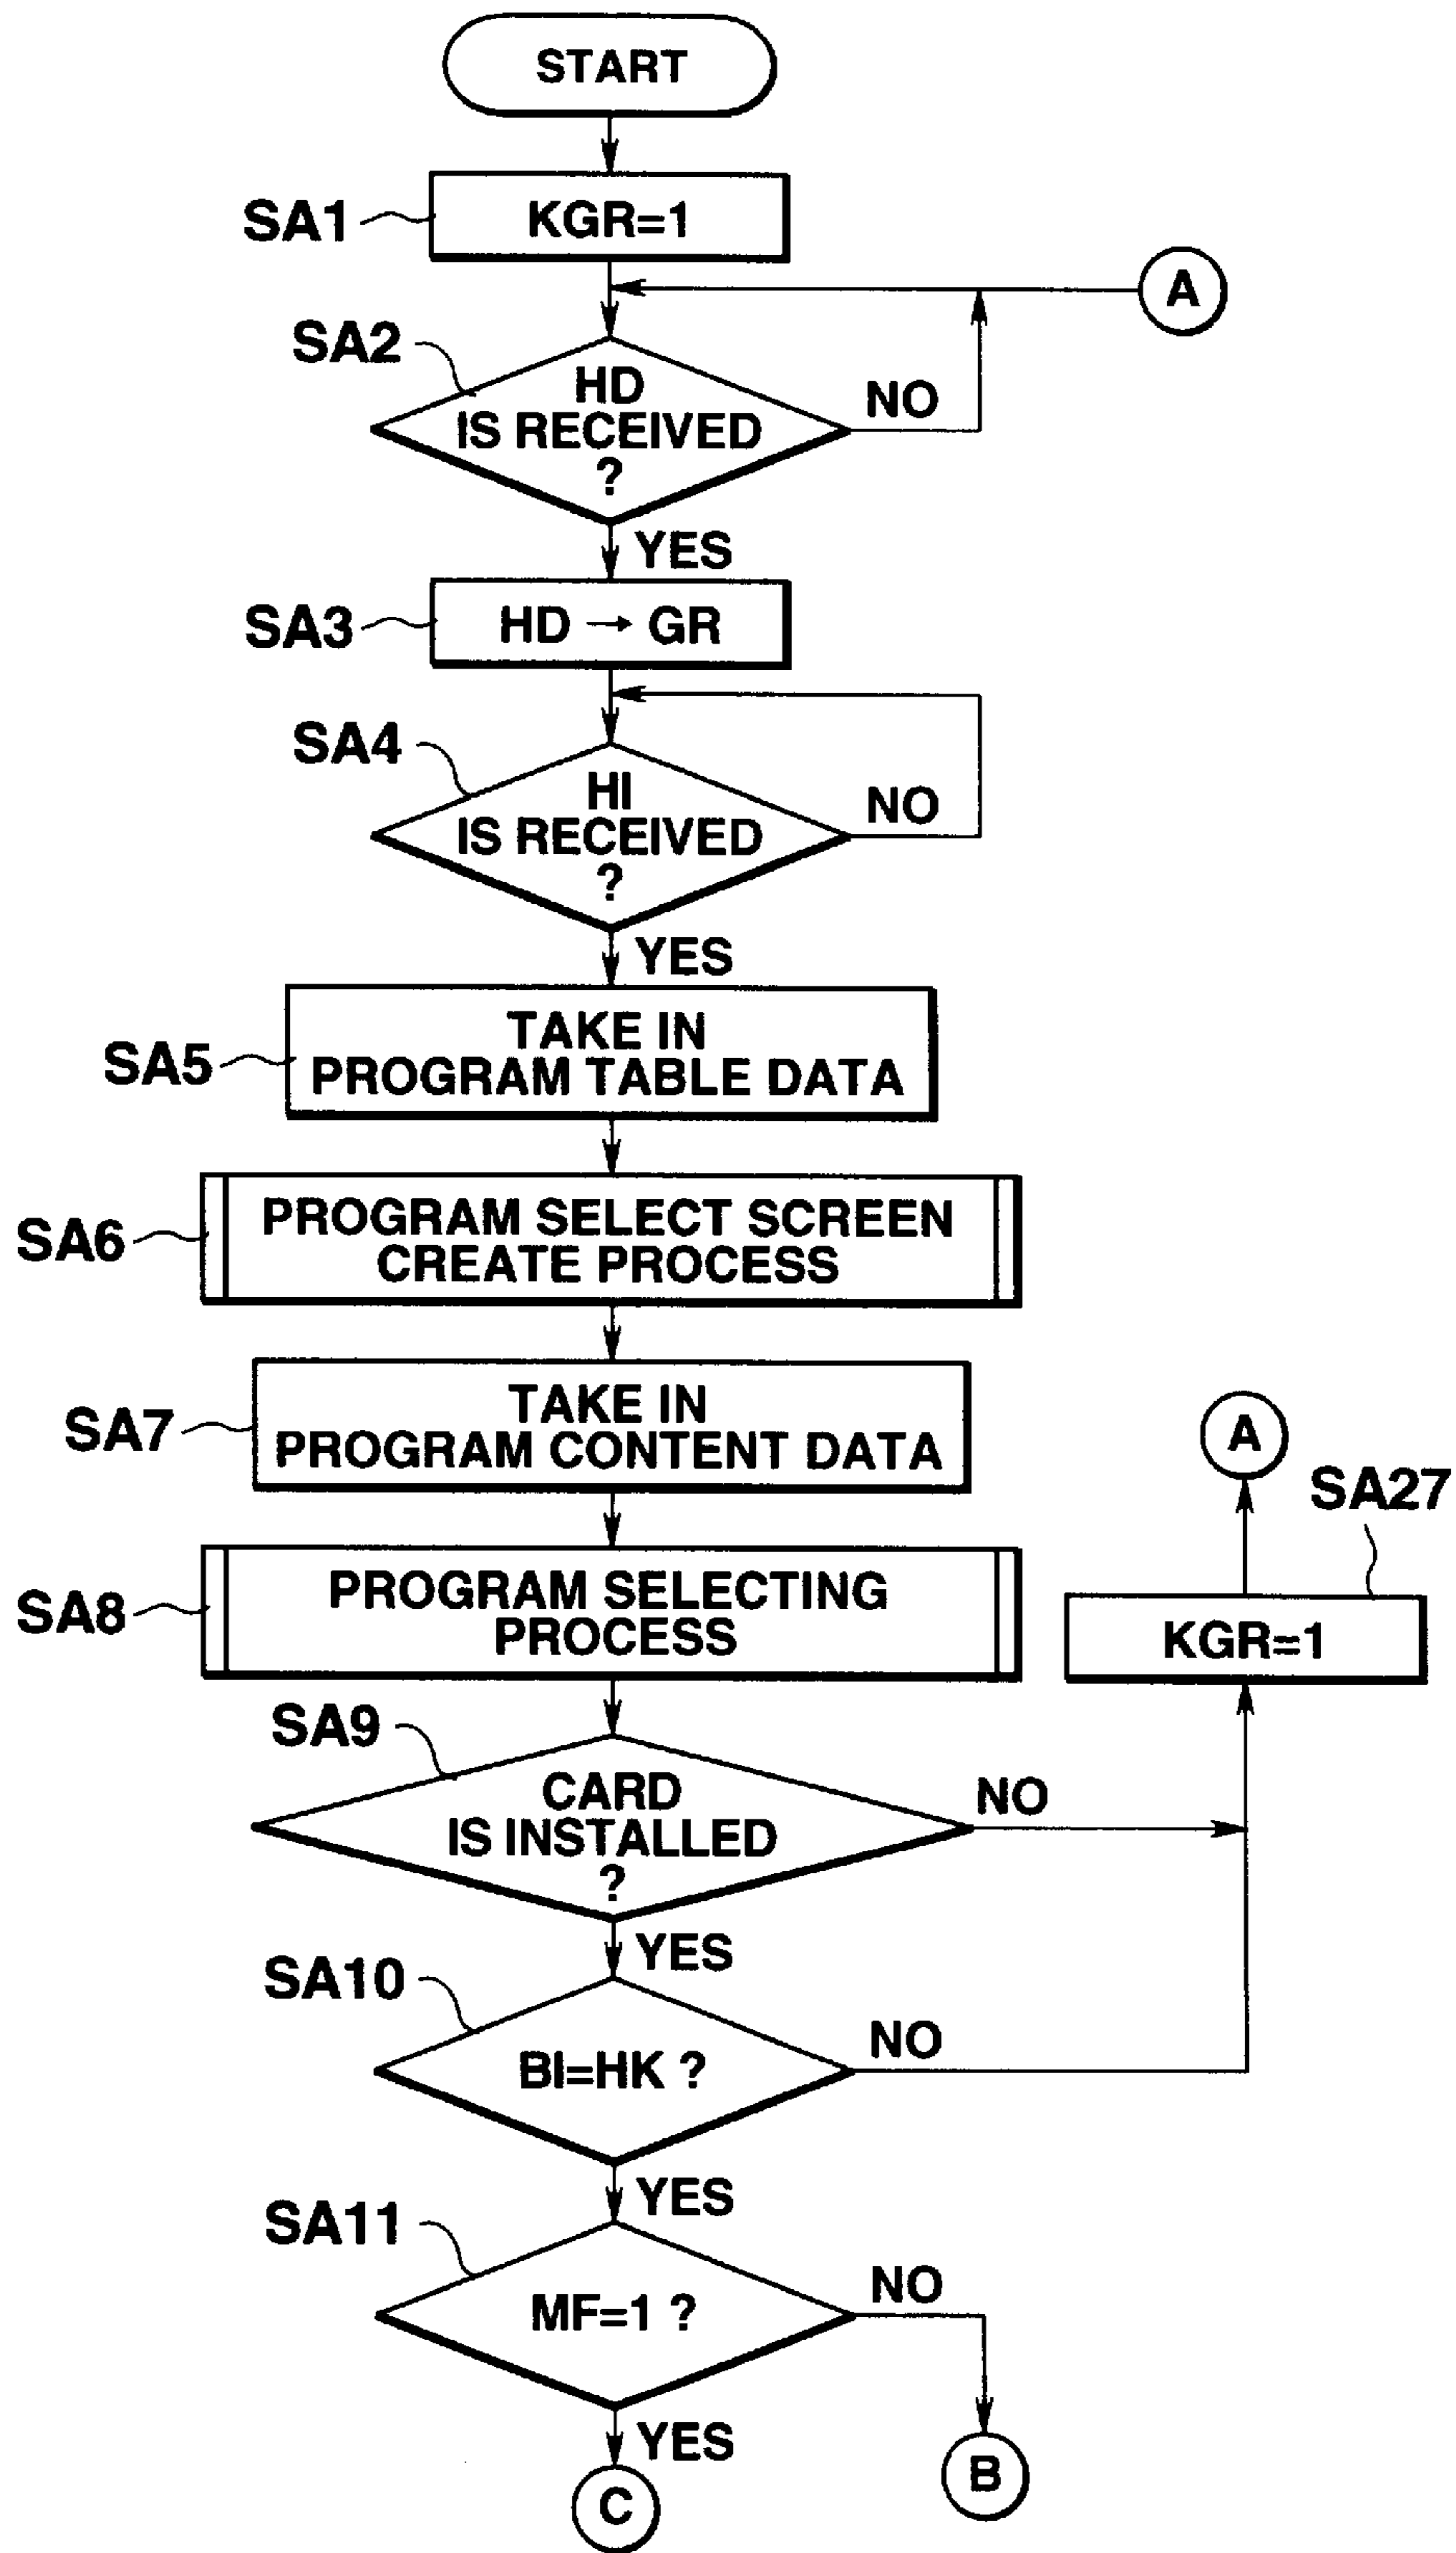 START
SA1
KGR=1
A
SA2
HD
IS RECEIVED
?
NO
YES
SA3
HD → GR
SA4
HI
IS RECEIVED
?
NO
YES
SA5
TAKE IN
PROGRAM TABLE DATA
SA6
PROGRAM SELECT SCREEN
CREATE PROCESS
SA7
TAKE IN
PROGRAM CONTENT DATA
A
SA27
KGR=1
SA8
PROGRAM SELECTING
PROCESS
SA9
CARD
IS INSTALLED
?
NO
YES
SA10
BI=HK ?
NO
YES
SA11
MF=1 ?
NO
YES
B
C